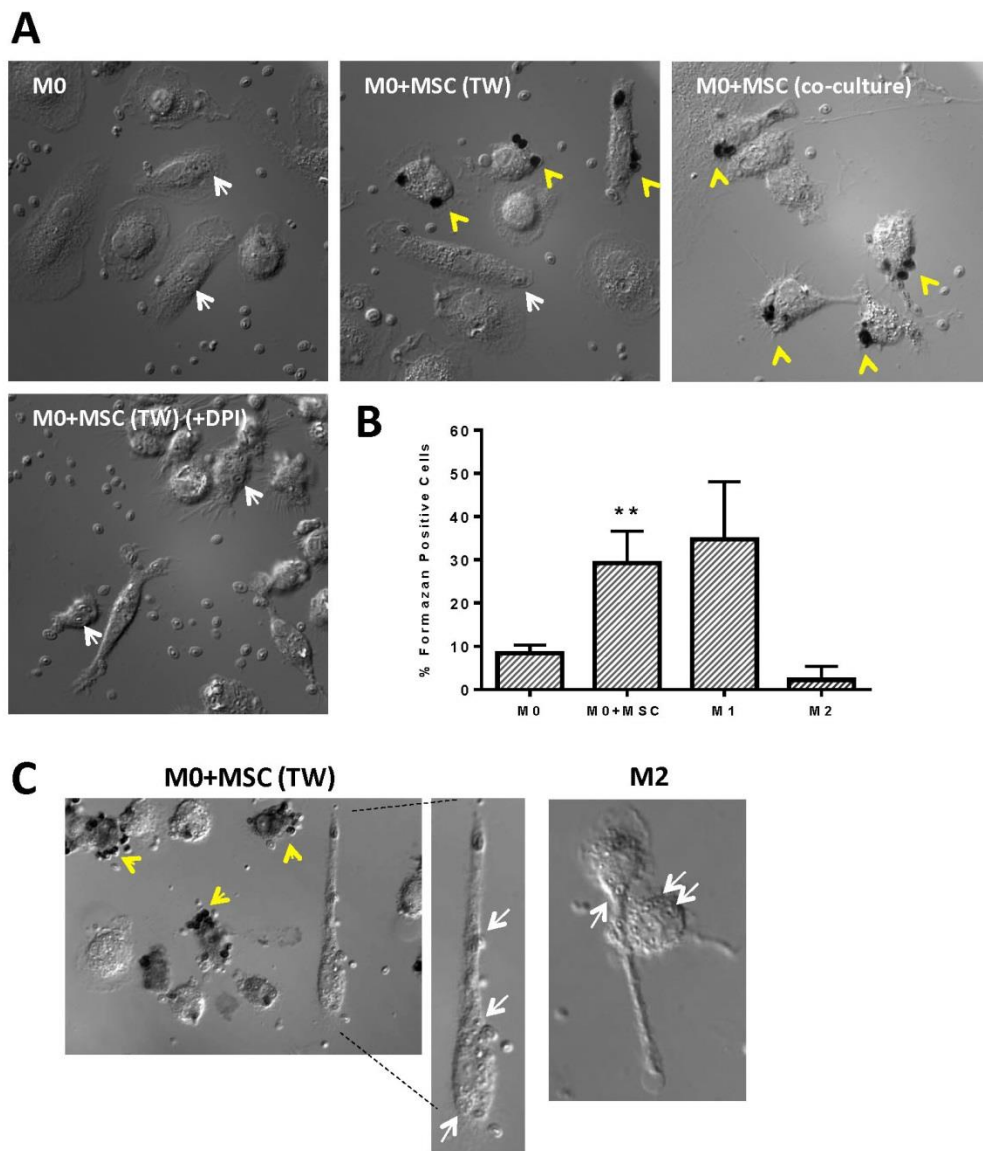 A
M0
M0+MSC (TW)
M0+MSC (co-culture)
M0+MSC (TW) (+DPI)
B
% Formazan Positive Cells
60
50
40
30
20
10
0
**
M0
M0+MSC
M1
M2
C
M0+MSC (TW)
M2